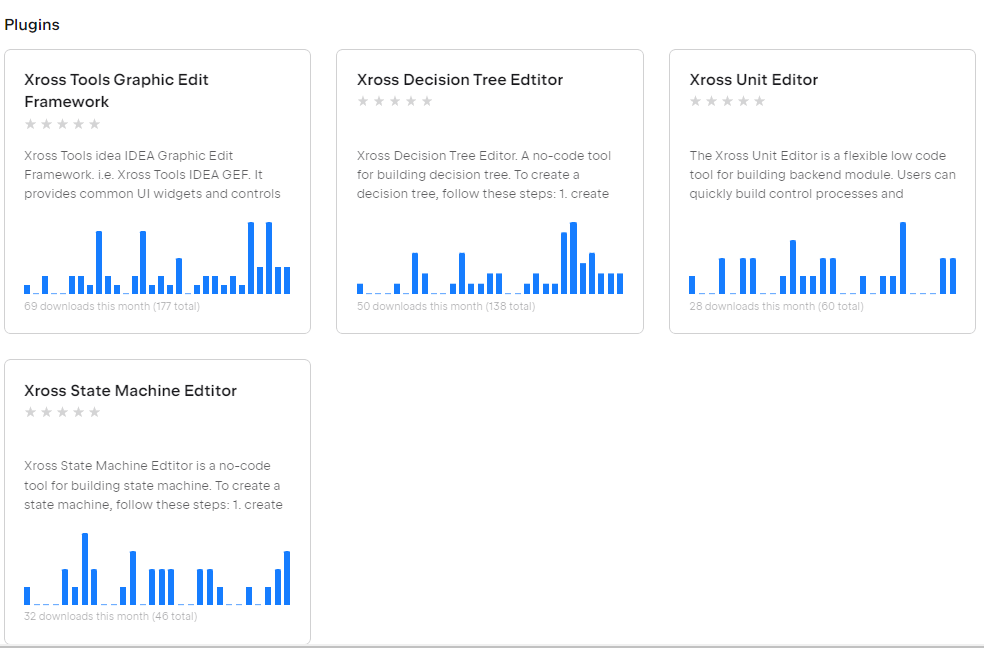 Plugins
Xross Tools Graphic Edit
Framework
Xross Tools idea IDEA Graphic Edit
Framework. i.e. Xross Tools IDEA GEF. It
provides common UI widgets and controls
69 downloads this month (177 total)
Xross Decision Tree Edtitor
Xross Decision Tree Editor. A no-code tool
for building decision tree. To create a
decision tree, follow these steps: 1. create
50 downloads this month (138 total)
Xross Unit Editor
The Xross Unit Editor is a flexible low code
tool for building backend module. Users can
quickly build control processes and
28 downloads this month (60 total)
Xross State Machine Edtitor
Xross State Machine Edtitor is a no-code
tool for building state machine. To create a
state machine, follow these steps: 1. create
32 downloads this month (46 total)